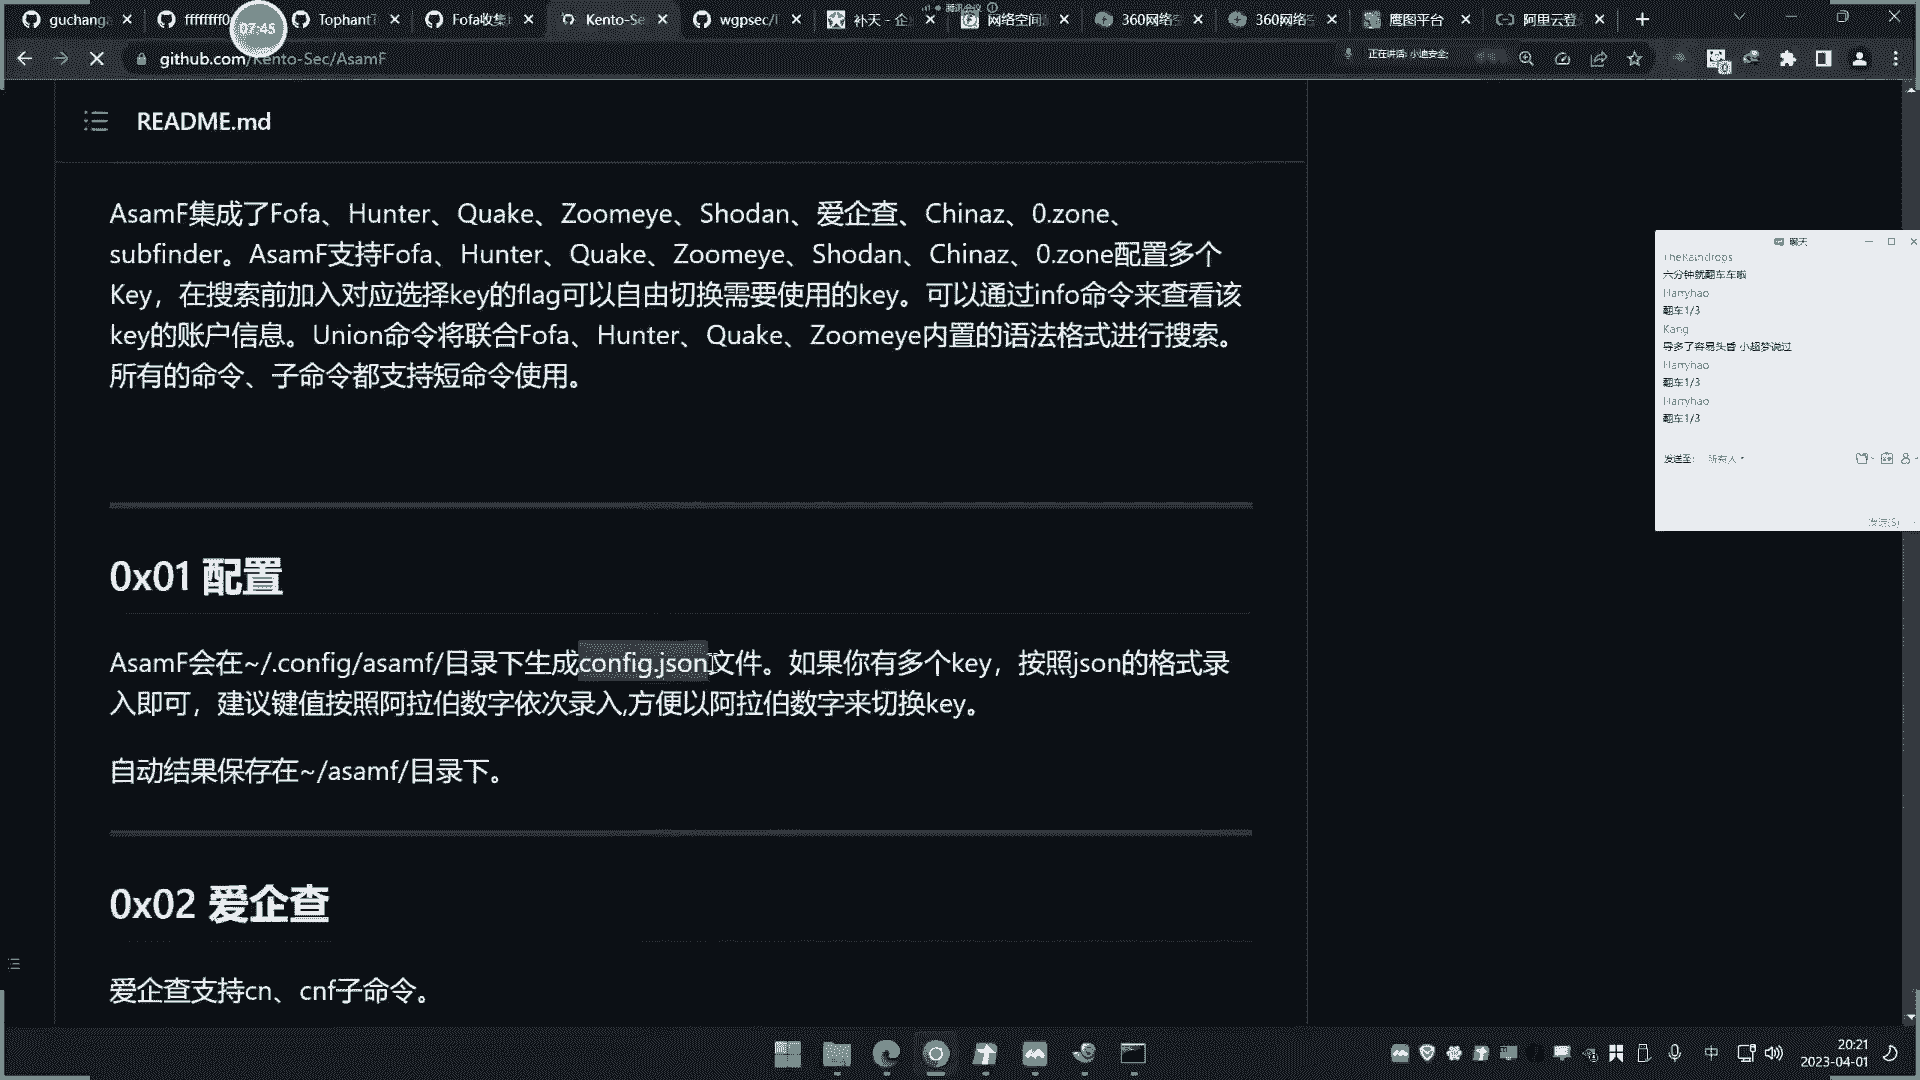 guchang
ffffffff0
TophantT
Fofa收集
Kento-Se
wgpsec/
补天 - 企
网络空间
360网络
360网络
鹰图平台
阿里云登
07:45
github.com/Kento-Sec/AsamF
正在讲话: 小迪安全;
README.md
AsamF集成了Fofa、Hunter、Quake、Zoomeye、Shodan、爱企查、Chinaz、0.zone、
subfinder。AsamF支持Fofa、Hunter、Quake、Zoomeye、Shodan、Chinaz、0.zone配置多个
Key，在搜索前加入对应选择key的flag可以自由切换需要使用的key。可以通过info命令来查看该
key的账户信息。Union命令将联合Fofa、Hunter、Quake、Zoomeye内置的语法格式进行搜索。
所有的命令、子命令都支持短命令使用。
0x01 配置
AsamF会在~/.config/asamf/目录下生成config.json文件。如果你有多个key，按照json的格式录
入即可，建议键值按照阿拉伯数字依次录入,方便以阿拉伯数字来切换key。
自动结果保存在~/asamf/目录下。
0x02 爱企查
爱企查支持cn、cnf子命令。
聊天
TheRaindrops
六分钟就翻车车啦
Harryhao
翻车1/3
Kang
导多了容易头昏 小超梦说过
Harryhao
翻车1/3
Harryhao
翻车1/3
发送至:
所有人
发送(S)
中
20:21
2023-04-01